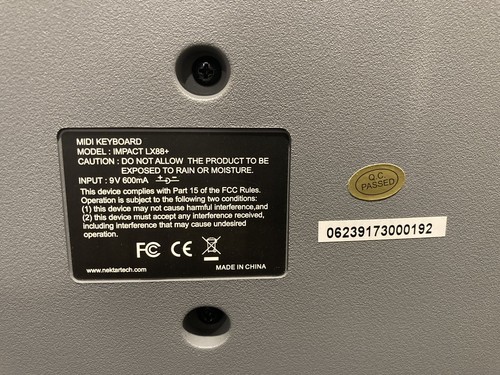 MIDI KEYBOARD
MODEL : IMPACT LX88+
CAUTION : DO NOT ALLOW THE PRODUCT TO BE
EXPOSED TO RAIN OR MOISTURE.
INPUT : 9V 600mA
This device complies with Part 15 of the FCC Rules.
Operation is subject to the following two conditions:
(1) this device may not cause harmful interference,and
(2) this device must accept any interference received,
including interference that may cause undesired
operation.
FC CE
www.nektartech.com MADE IN CHINA
Q.C.
PASSED
06239173000192